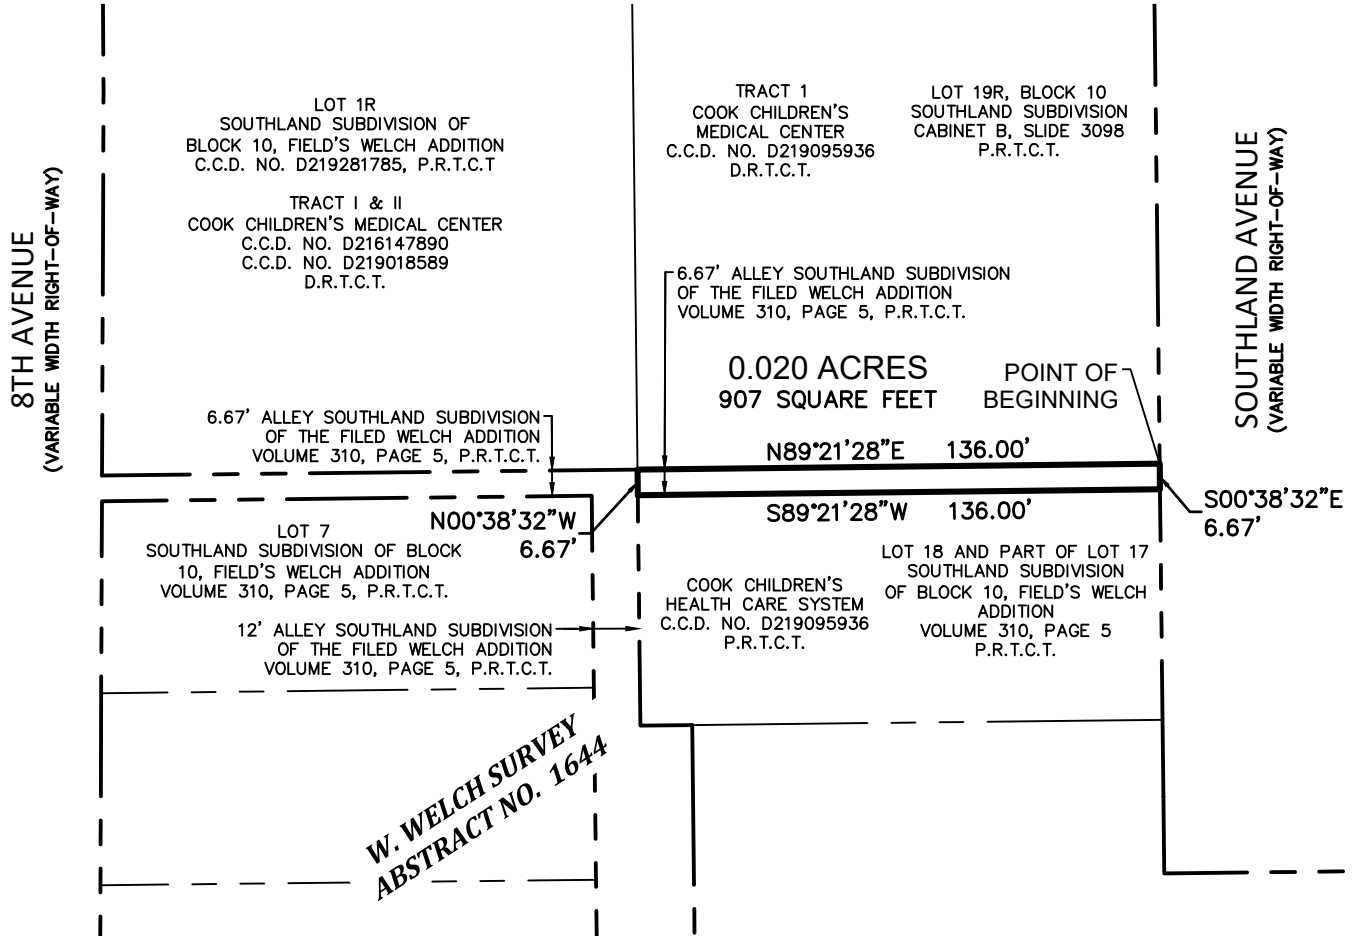 LOT 1R
SOUTHLAND SUBDIVISION OF
BLOCK 10, FIELD'S WELCH ADDITION
C.C.D. NO. D219281785, P.R.T.C.T
TRACT I & II
COOK CHILDREN'S MEDICAL CENTER
C.C.D. NO. D216147890
C.C.D. NO. D219018589
D.R.T.C.T.
TRACT 1
COOK CHILDREN'S
MEDICAL CENTER
C.C.D. NO. D219095936
D.R.T.C.T.
LOT 19R, BLOCK 10
SOUTHLAND SUBDIVISION
CABINET B, SLIDE 3098
P.R.T.C.T.
8TH AVENUE
(VARIABLE WIDTH RIGHT-OF-WAY)
SOUTHLAND AVENUE
(VARIABLE WIDTH RIGHT-OF-WAY)
6.67' ALLEY SOUTHLAND SUBDIVISION
OF THE FILED WELCH ADDITION
VOLUME 310, PAGE 5, P.R.T.C.T.
0.020 ACRES
907 SQUARE FEET
POINT OF
BEGINNING
6.67' ALLEY SOUTHLAND SUBDIVISION
OF THE FILED WELCH ADDITION
VOLUME 310, PAGE 5, P.R.T.C.T.
N89°21'28"E 136.00'
S89°21'28"W 136.00'
S00°38'32"E
6.67'
N00°38'32"W
6.67'
LOT 7
SOUTHLAND SUBDIVISION OF BLOCK
10, FIELD'S WELCH ADDITION
VOLUME 310, PAGE 5, P.R.T.C.T.
12' ALLEY SOUTHLAND SUBDIVISION
OF THE FILED WELCH ADDITION
VOLUME 310, PAGE 5, P.R.T.C.T.
COOK CHILDREN'S
HEALTH CARE SYSTEM
C.C.D. NO. D219095936
P.R.T.C.T.
LOT 18 AND PART OF LOT 17
SOUTHLAND SUBDIVISION
OF BLOCK 10, FIELD'S WELCH
ADDITION
VOLUME 310, PAGE 5
P.R.T.C.T.
W. WELCH SURVEY
ABSTRACT NO. 1644